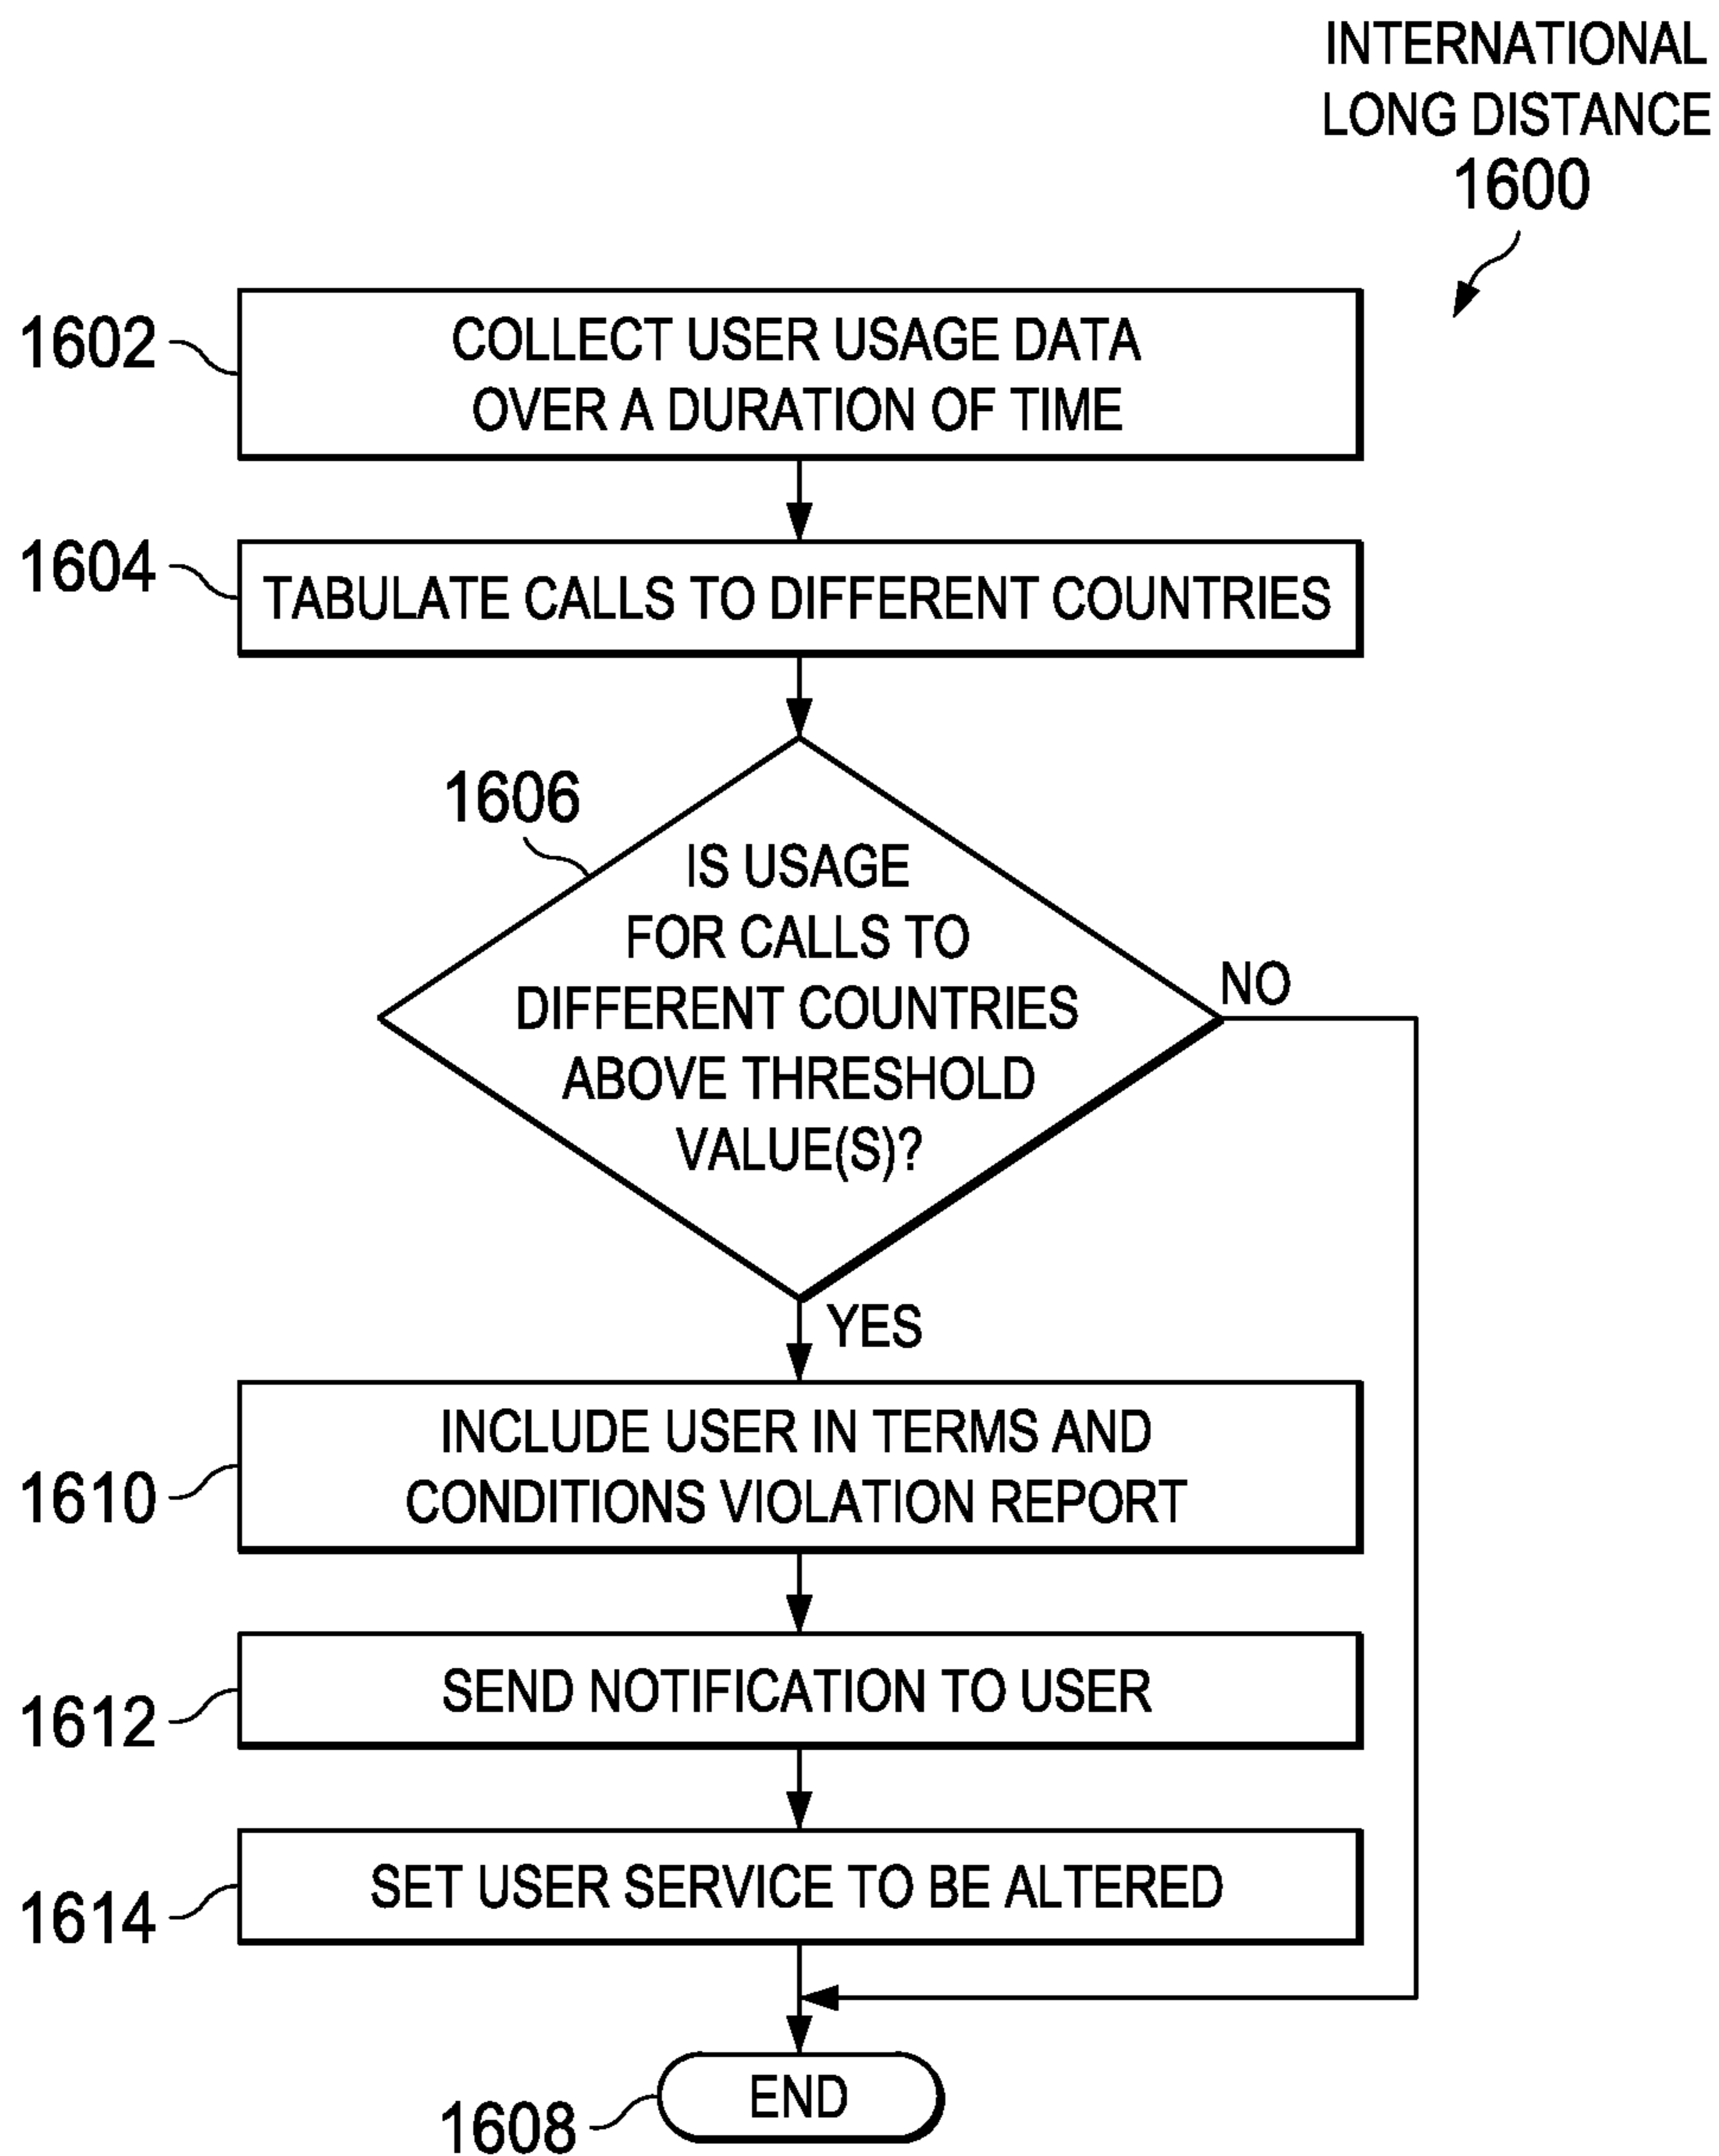 INTERNATIONAL
LONG DISTANCE
1600
1602
COLLECT USER USAGE DATA
OVER A DURATION OF TIME
1604
TABULATE CALLS TO DIFFERENT COUNTRIES
1606
IS USAGE
FOR CALLS TO
DIFFERENT COUNTRIES
ABOVE THRESHOLD
VALUE(S)?
NO
YES
1610
INCLUDE USER IN TERMS AND
CONDITIONS VIOLATION REPORT
1612
SEND NOTIFICATION TO USER
1614
SET USER SERVICE TO BE ALTERED
1608
END